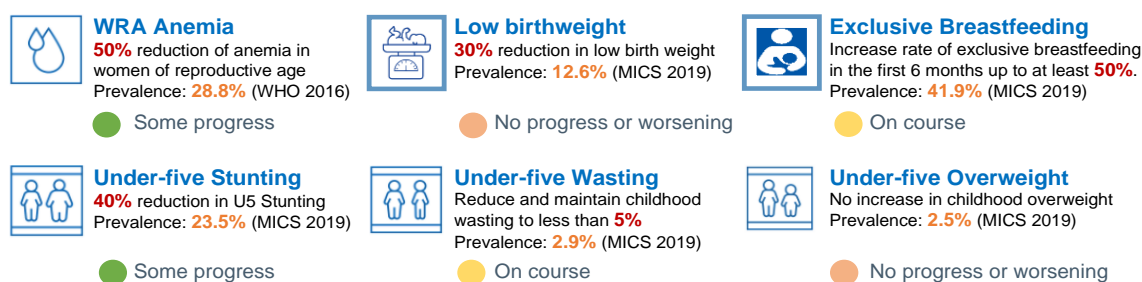 WRA Anemia
50% reduction of anemia in
women of reproductive age
Prevalence: 28.8% (WHO 2016)
Some progress
Low birthweight
30% reduction in low birth weight
Prevalence: 12.6% (MICS 2019)
No progress or worsening
Exclusive Breastfeeding
Increase rate of exclusive breastfeeding
in the first 6 months up to at least 50%.
Prevalence: 41.9% (MICS 2019)
On course
Under-five Stunting
40% reduction in U5 Stunting
Prevalence: 23.5% (MICS 2019)
Some progress
Under-five Wasting
Reduce and maintain childhood
wasting to less than 5%
Prevalence: 2.9% (MICS 2019)
On course
Under-five Overweight
No increase in childhood overweight
Prevalence: 2.5% (MICS 2019)
No progress or worsening